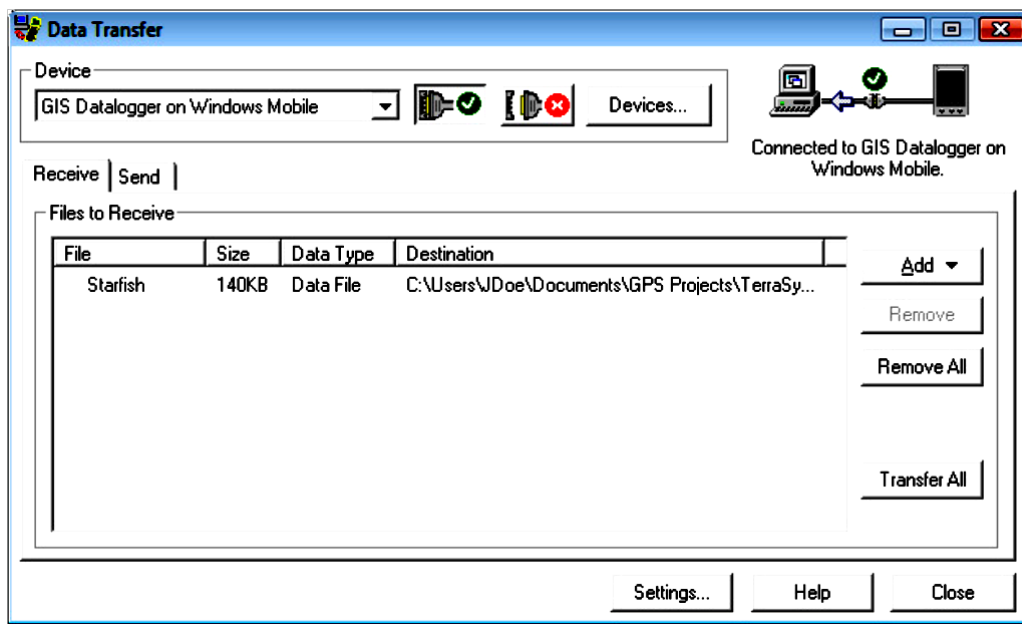 Data Transfer
Device
GIS Datalogger on Windows Mobile
Devices...
Connected to GIS Datalogger on
Windows Mobile.
Receive Send
Files to Receive
File Size Data Type Destination
Starfish 140KB Data File C:\Users\JDoe\Documents\GPS Projects\TerraSy...
Add
Remove
Remove All
Transfer All
Settings... Help Close